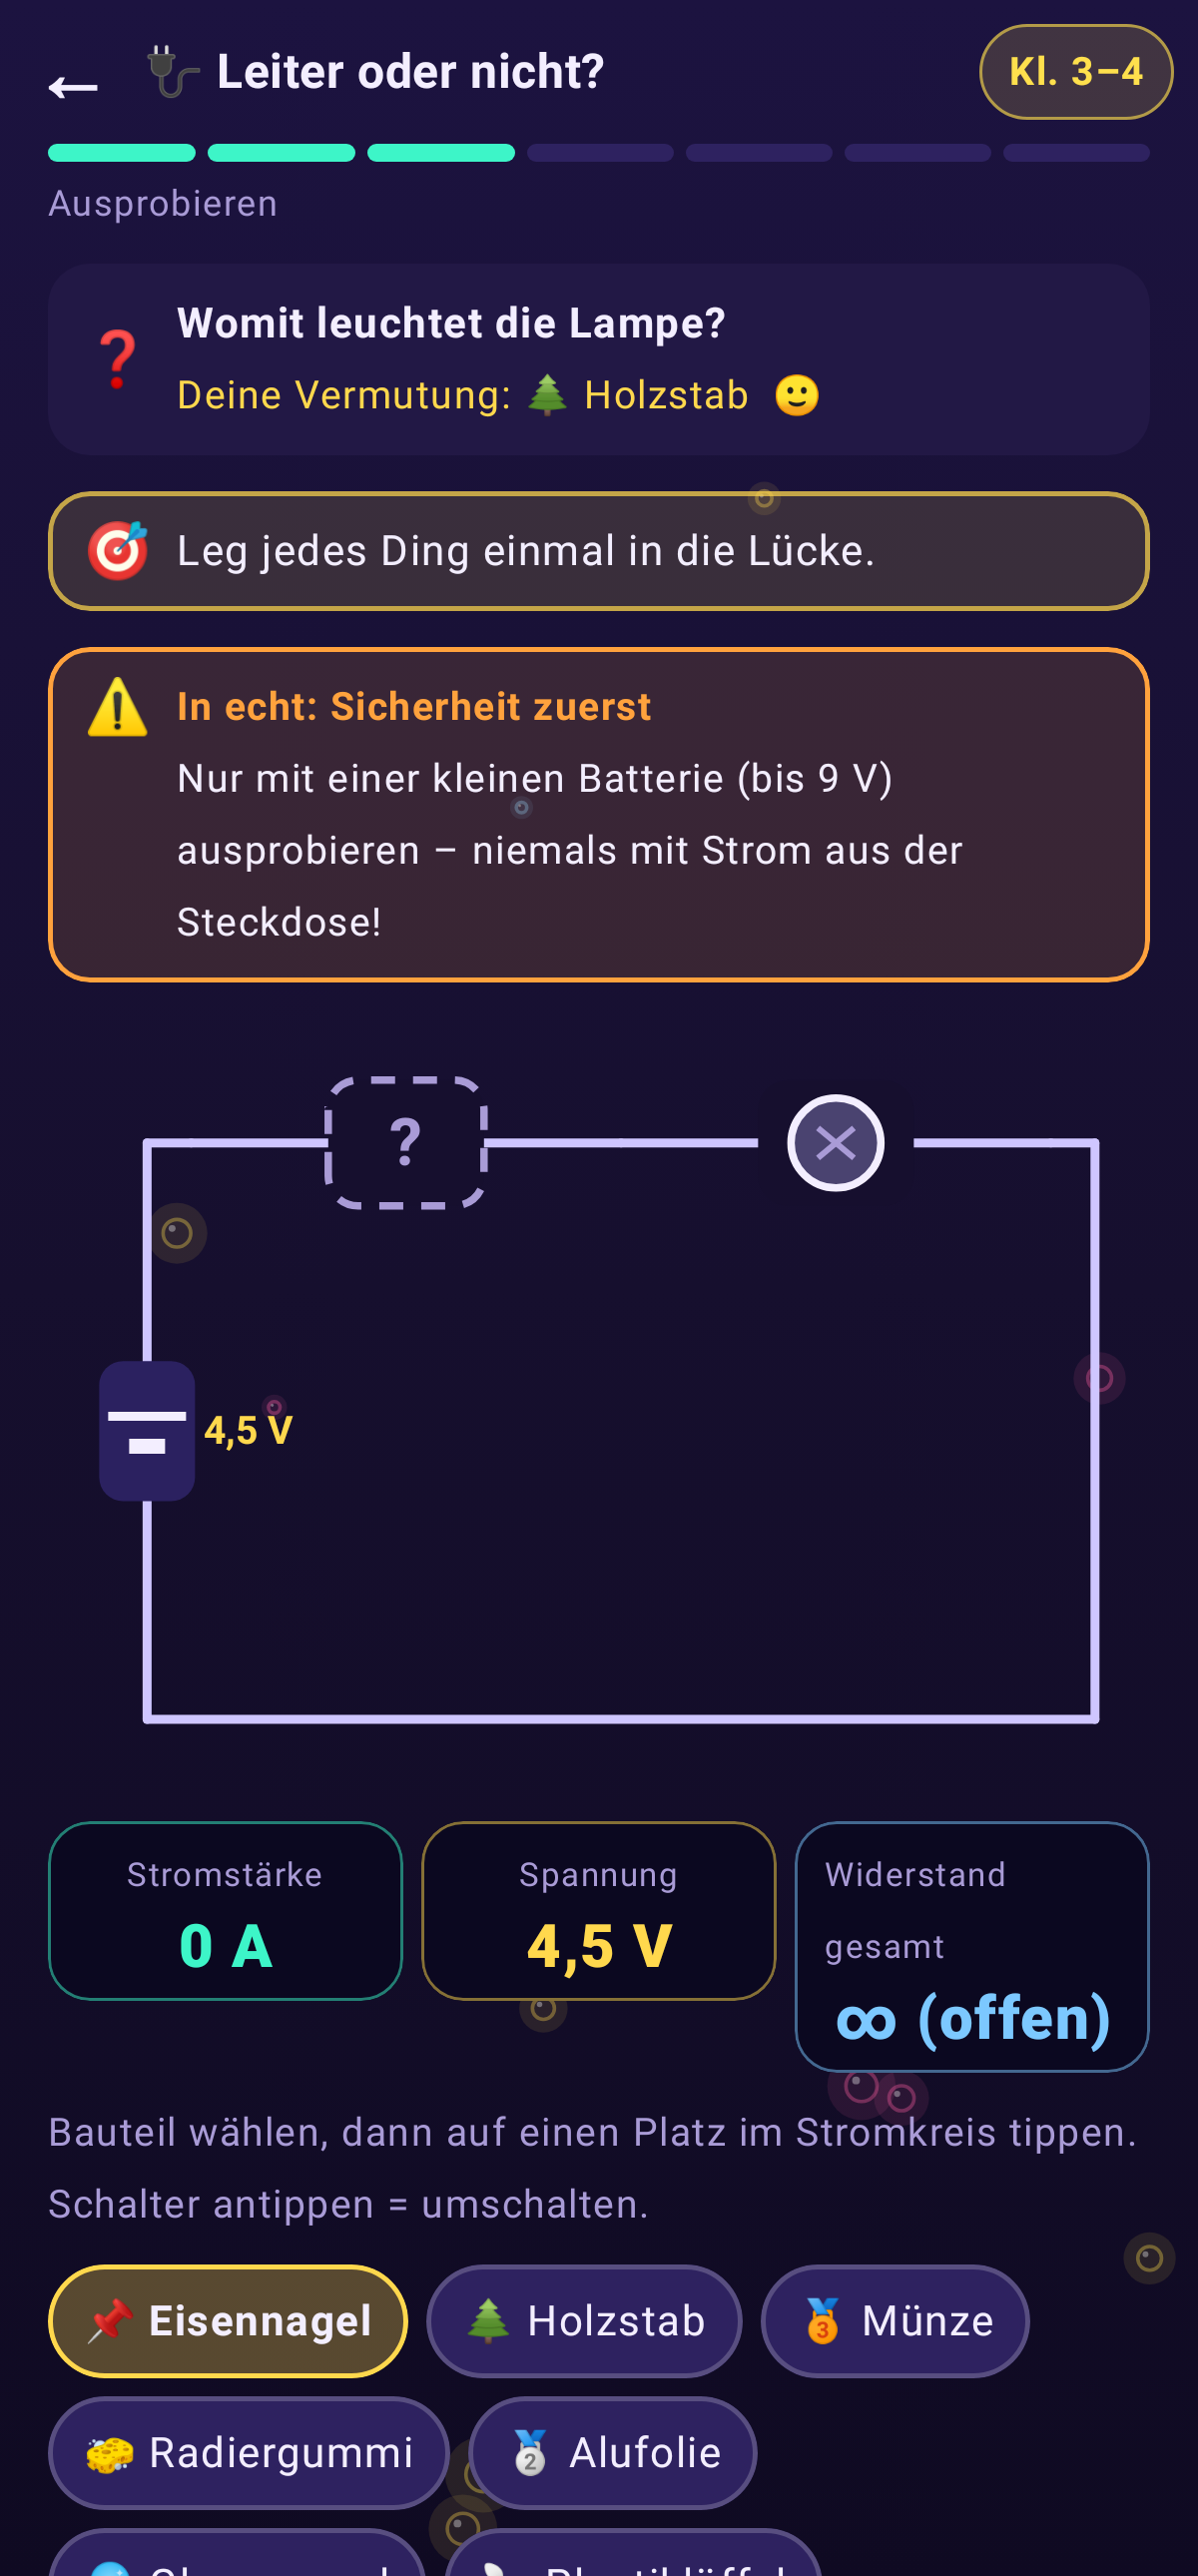 Leiter oder nicht?
Kl. 3–4
Ausprobieren
Womit leuchtet die Lampe?
Deine Vermutung: Holzstab
Leg jedes Ding einmal in die Lücke.
In echt: Sicherheit zuerst
Nur mit einer kleinen Batterie (bis 9 V)
ausprobieren – niemals mit Strom aus der
Steckdose!
?
4,5 V
Stromstärke
0 A
Spannung
4,5 V
Widerstand
gesamt
∞ (offen)
Bauteil wählen, dann auf einen Platz im Stromkreis tippen.
Schalter antippen = umschalten.
Eisennagel
Holzstab
Münze
Radiergummi
Alufolie
Plastiklöffel